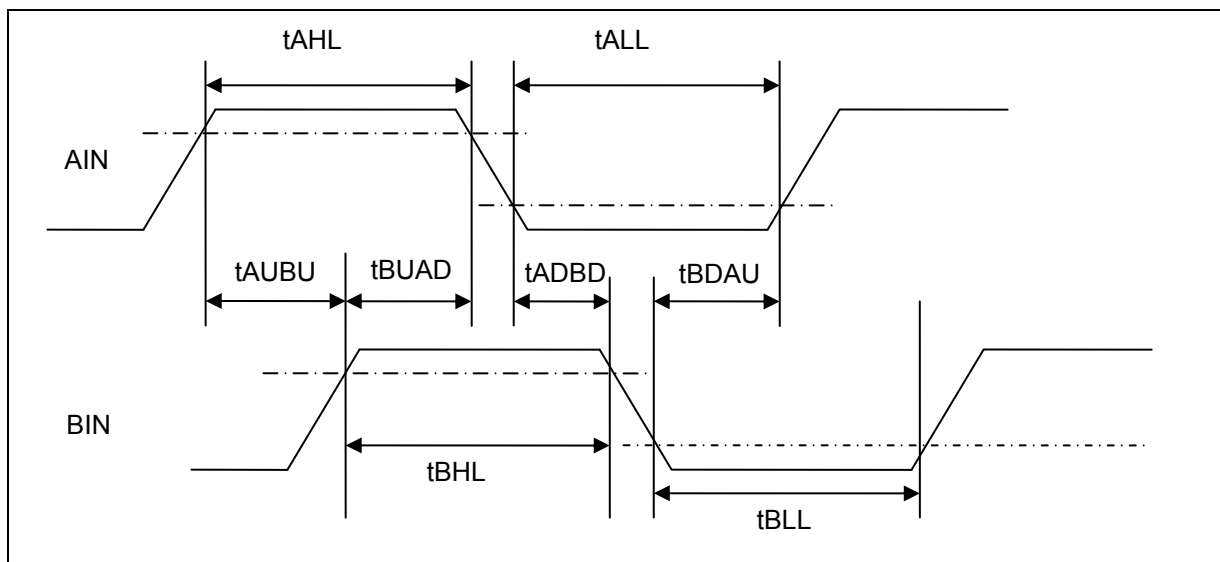 tAHL
tALL
AIN
tAUBU
tBUAD
tADBD
tBDAU
BIN
tBHL
tBLL